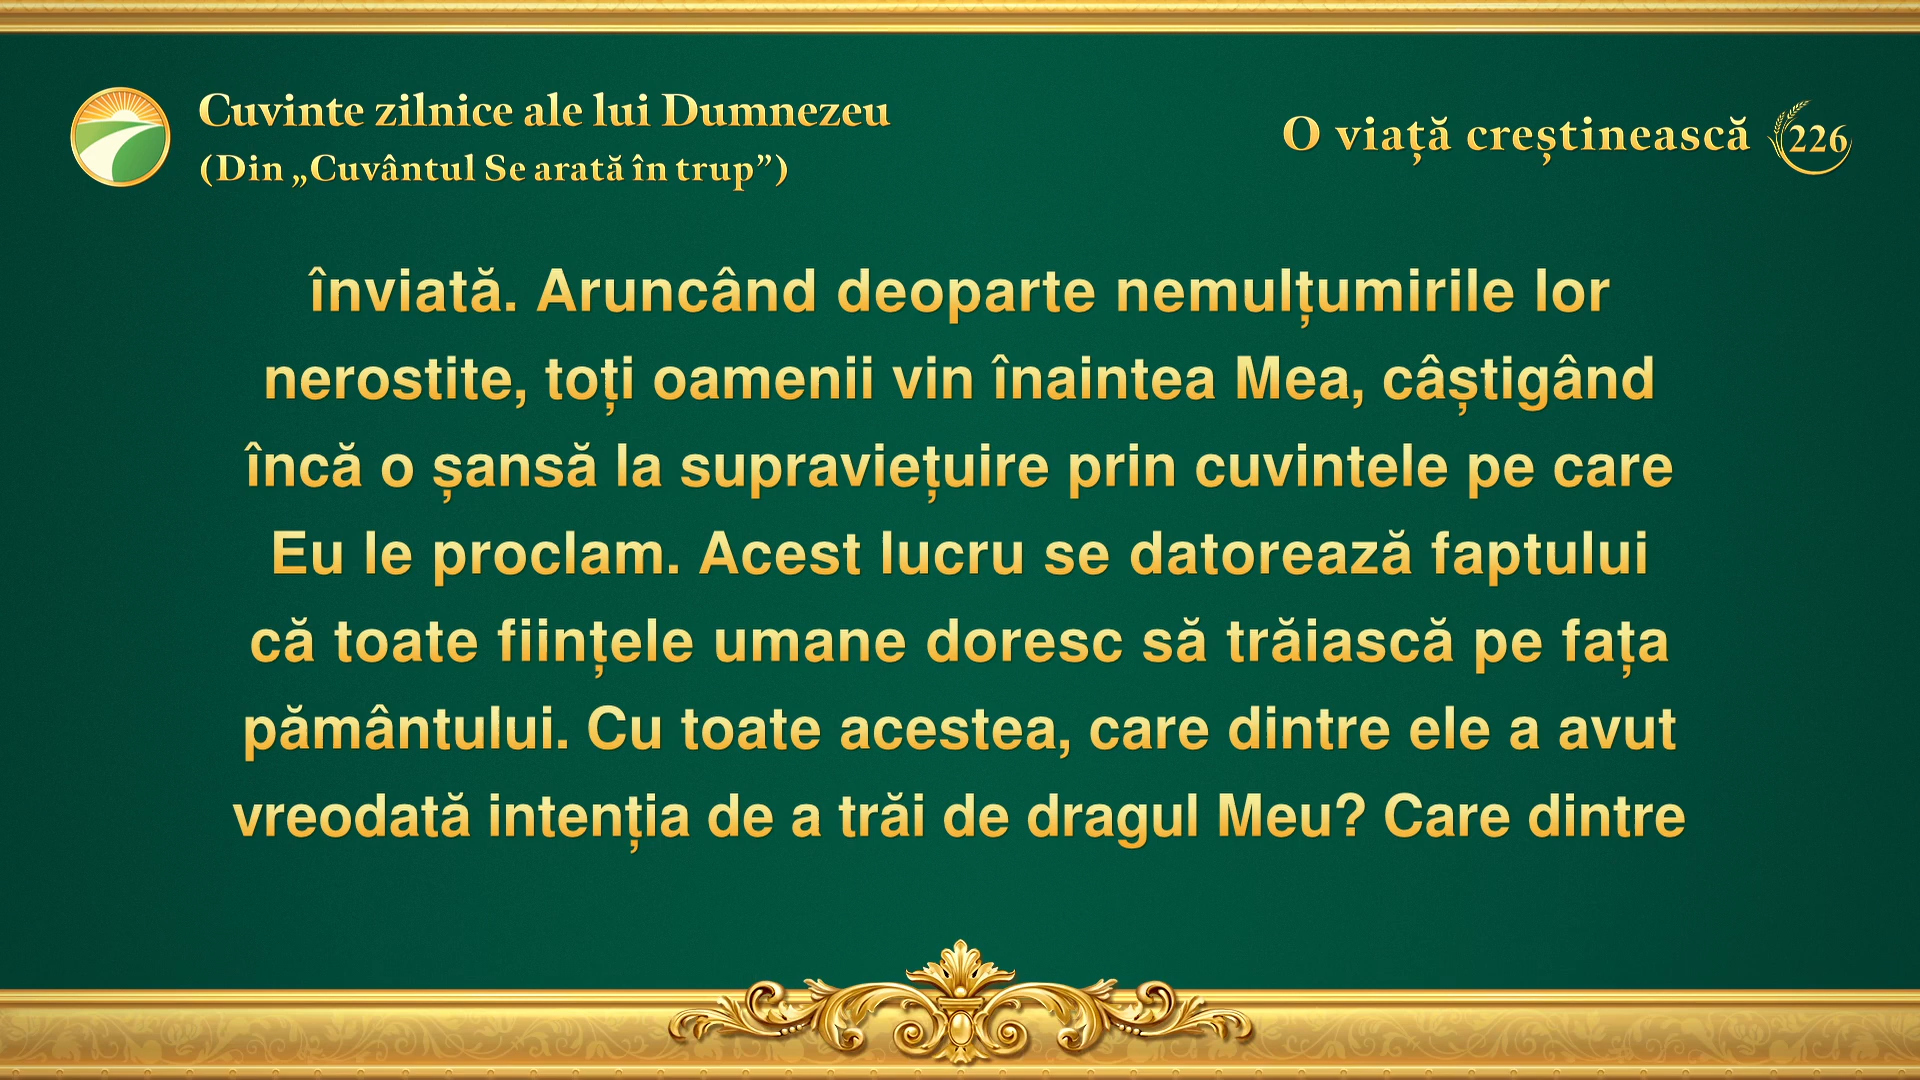 Cuvinte zilnice ale lui Dumnezeu
(Din „Cuvântul Se arată în trup”)
O viață creștinească 226
înviată. Aruncând deoparte nemulțumirile lor
nerostite, toți oamenii vin înaintea Mea, câștigând
încă o șansă la supraviețuire prin cuvintele pe care
Eu le proclam. Acest lucru se datorează faptului
că toate ființele umane doresc să trăiască pe fața
pământului. Cu toate acestea, care dintre ele a avut
vreodată intenția de a trăi de dragul Meu? Care dintre